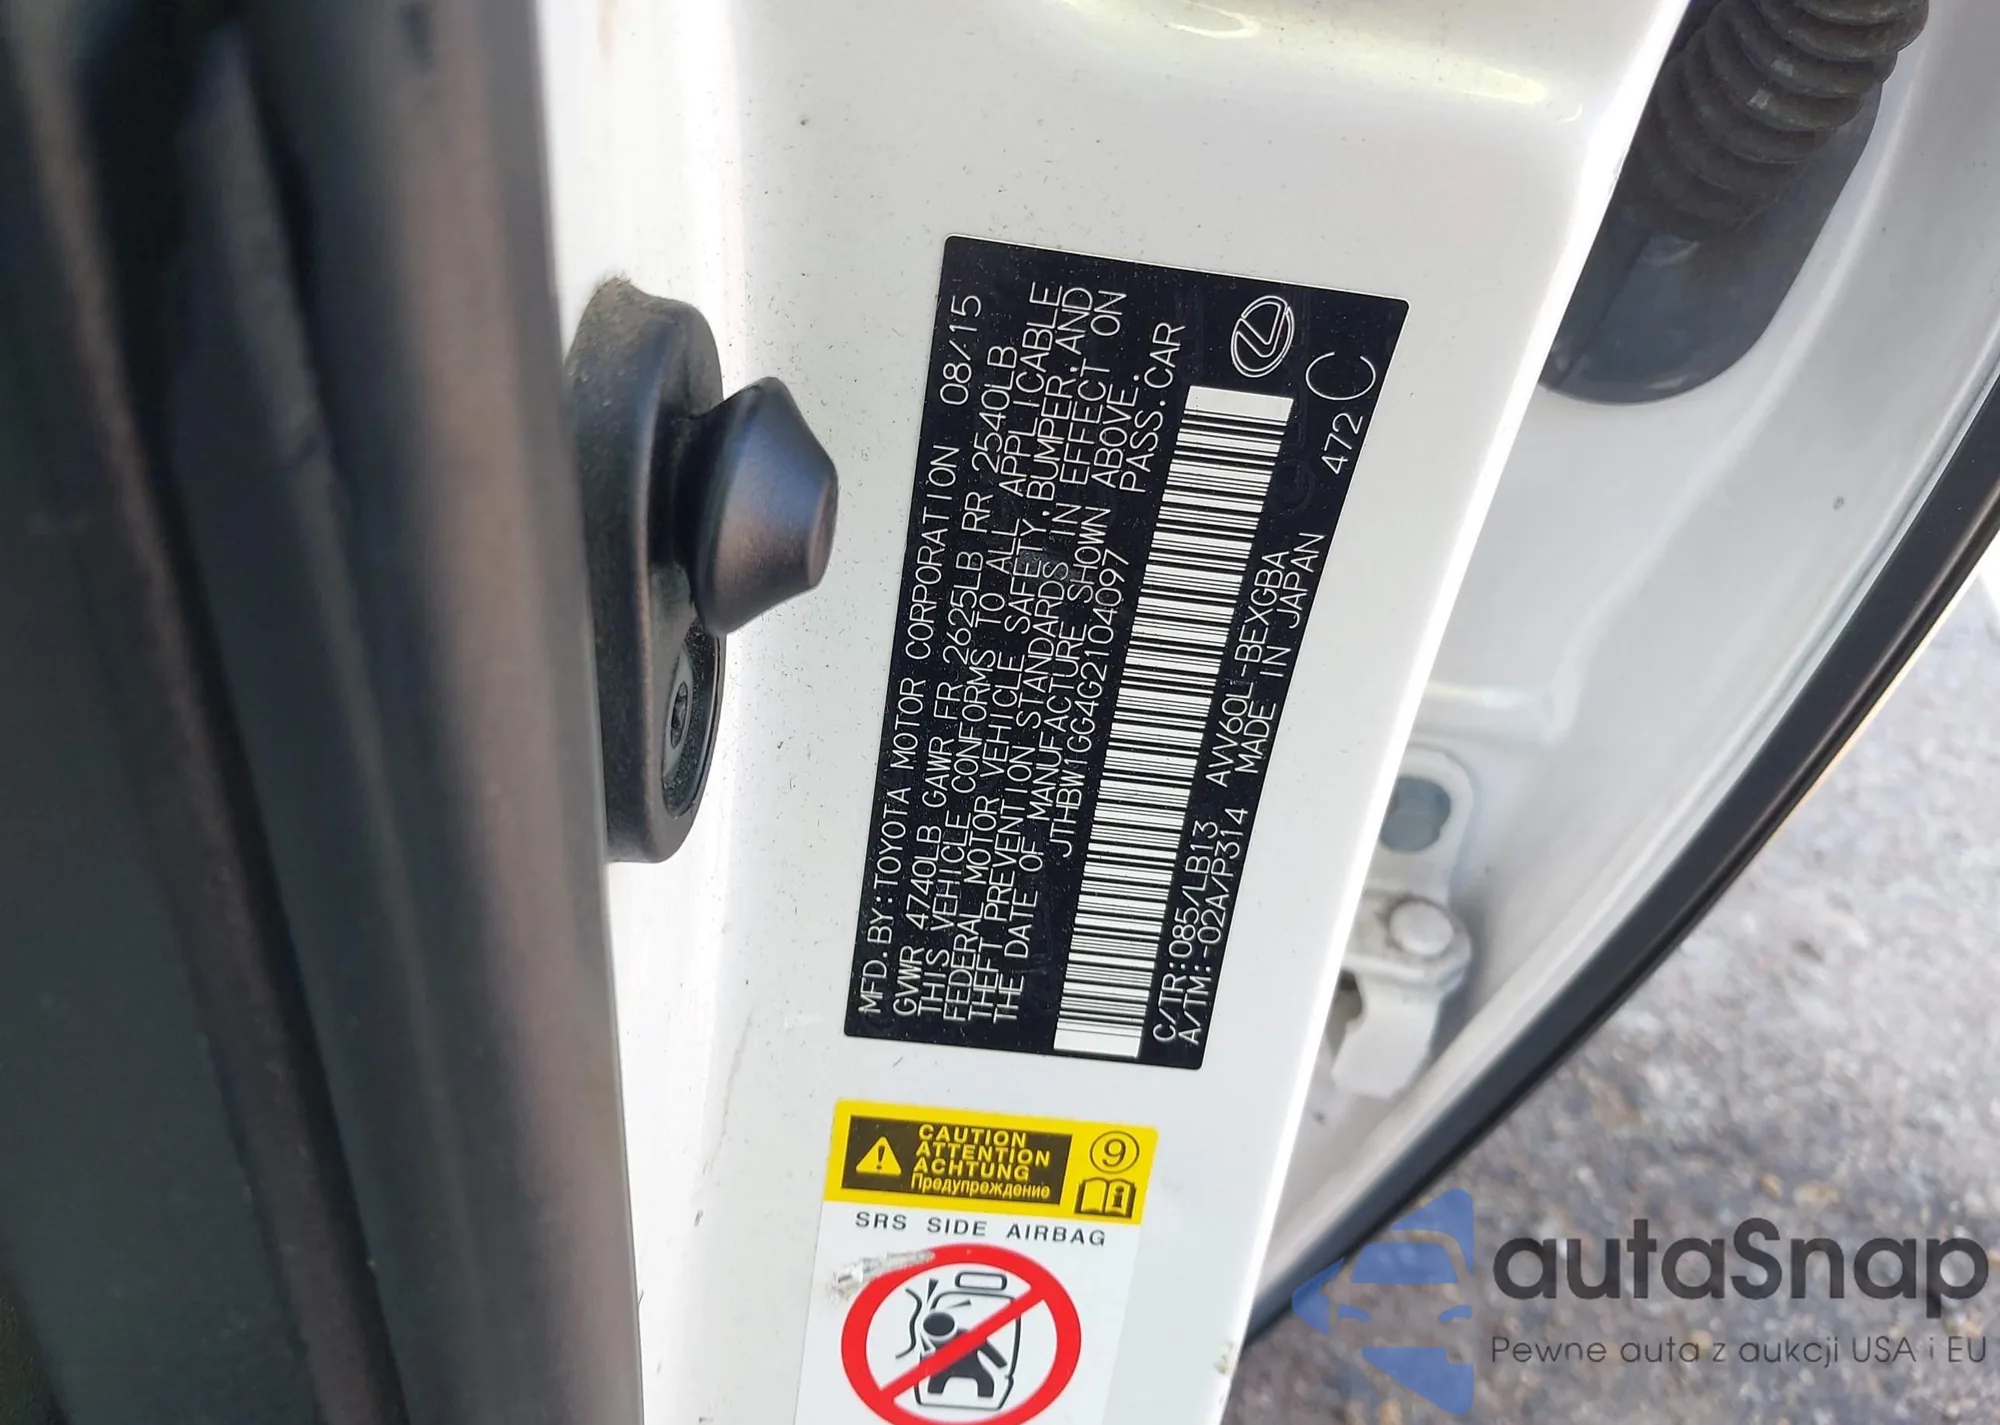 MFD.BY:TOYOTA MOTOR CORPORATION 08/15
GVWR 4740LB GAWR FR 2625LB RR 2540LB
THIS VEHICLE CONFORMS TO ALL APPLICABLE
FEDERAL MOTOR VEHICLE SAFETY,BUMPER,AND
THEFT PREVENTION STANDARDS IN EFFECT ON
THE DATE OF MANUFACTURE SHOWN ABOVE.
JTHBW1GG4G2104097 PASS.CAR
C/TR:085/LB13 AVV60L-BEXGBA
A/TM:-02A/P314 MADE IN JAPAN 472 C
CAUTION
ATTENTION
ACHTUNG
Предупреждение
9
SRS SIDE AIRBAG
autaSnap
Pewne auta z aukcji USA i EU